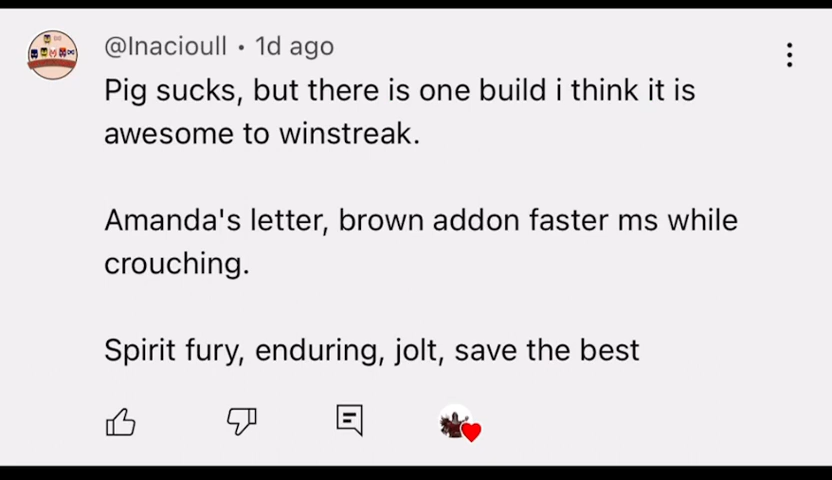 @Inacioull • 1d ago
Pig sucks, but there is one build i think it is
awesome to winstreak.
Amanda's letter, brown addon faster ms while
crouching.
Spirit fury, enduring, jolt, save the best